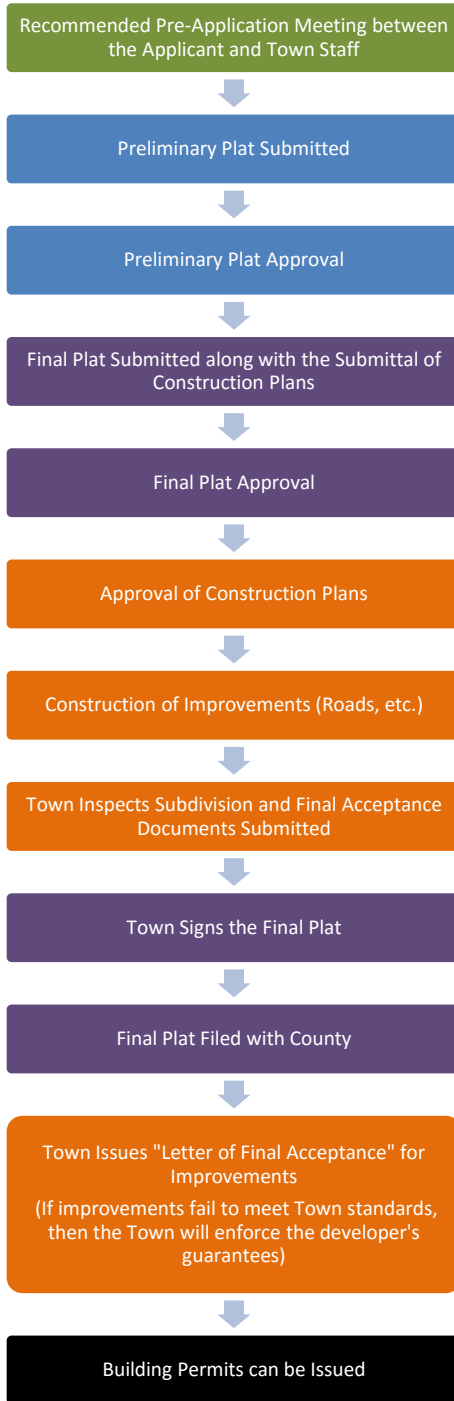 Recommended Pre-Application Meeting between
the Applicant and Town Staff
Preliminary Plat Submitted
Preliminary Plat Approval
Final Plat Submitted along with the Submittal of
Construction Plans
Final Plat Approval
Approval of Construction Plans
Construction of Improvements (Roads, etc.)
Town Inspects Subdivision and Final Acceptance
Documents Submitted
Town Signs the Final Plat
Final Plat Filed with County
Town Issues "Letter of Final Acceptance" for
Improvements
(If improvements fail to meet Town standards,
then the Town will enforce the developer's
guarantees)
Building Permits can be Issued